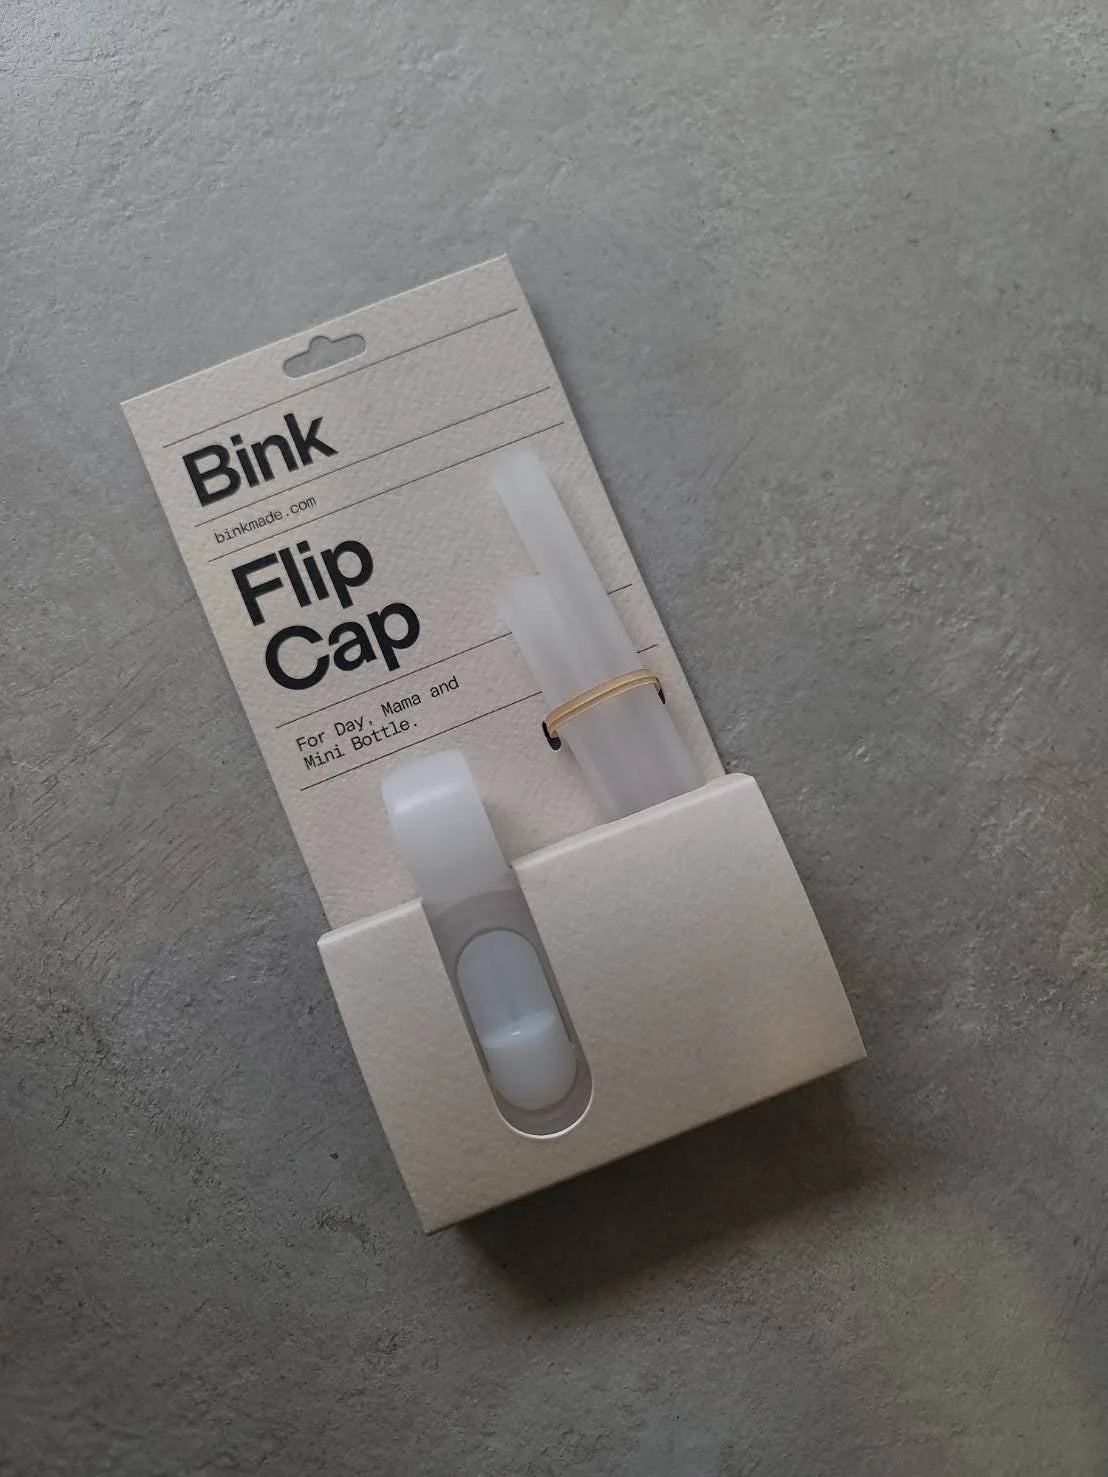 Bink
binkmade.com
Flip
Cap
For Day, Mama and
Mini Bottle.